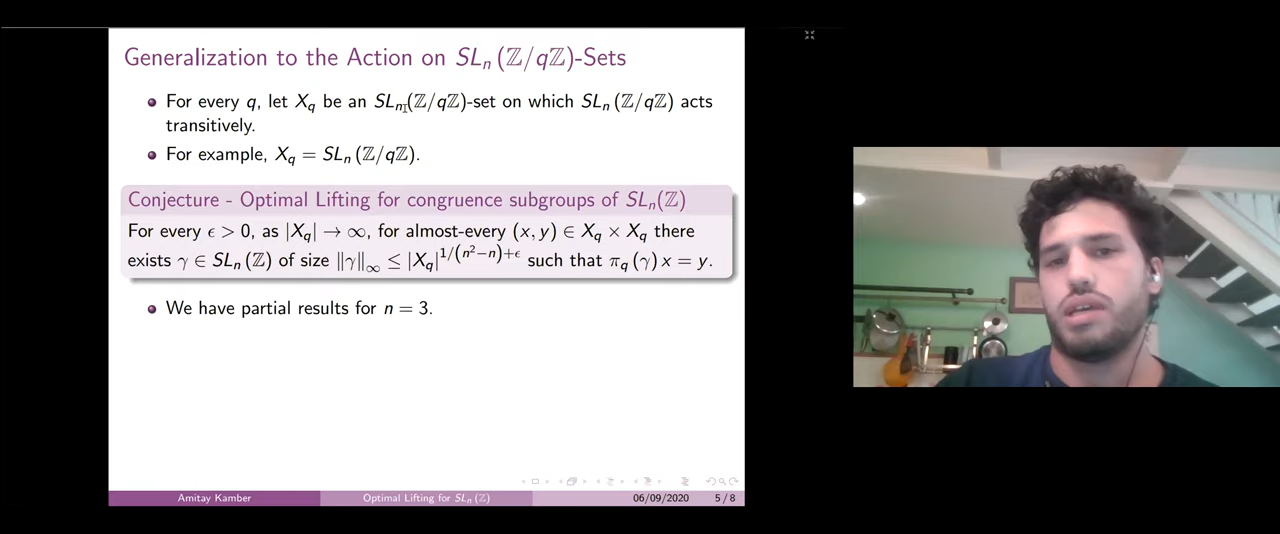 Generalization to the Action on SLₙ (ℤ/qℤ)-Sets
• For every q, let X_q be an SLₙ(ℤ/qℤ)-set on which SLₙ (ℤ/qℤ) acts
transitively.
• For example, X_q = SLₙ (ℤ/qℤ).
Conjecture - Optimal Lifting for congruence subgroups of SLₙ(ℤ)
For every ϵ > 0, as |X_q| → ∞, for almost-every (x, y) ∈ X_q × X_q there
exists γ ∈ SLₙ (ℤ) of size ‖γ‖_∞ ≤ |X_q|^{1/(n²−n)+ϵ} such that π_q (γ) x = y.
• We have partial results for n = 3.
Amitay Kamber Optimal Lifting for SLₙ (ℤ) 06/09/2020 5 / 8